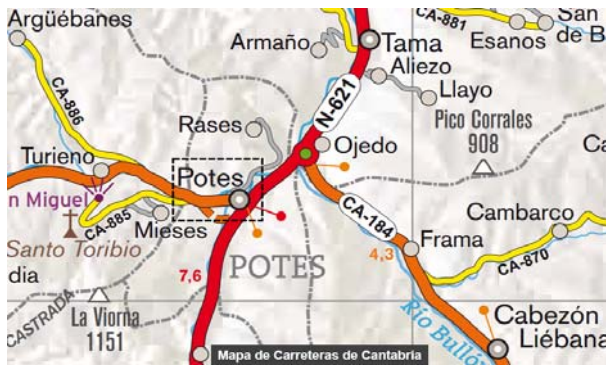 Argüébanes
CA-886
Armaño
Tama
CA-881
Esanos
San
de B
Aliezo
Llayo
N-621
Rases
Ojedo
Pico Corrales
908
Ca
Turieno
Potes
n Miguel
CA-885
Mieses
Santo Toribio
CA-184
Cambarco
Frama
CA-870
dia
7,6
POTES
4,3
CASTRADA
La Viorna
1151
Río Bullón
Cabezón
Liébana
Mapa de Carreteras de Cantabria